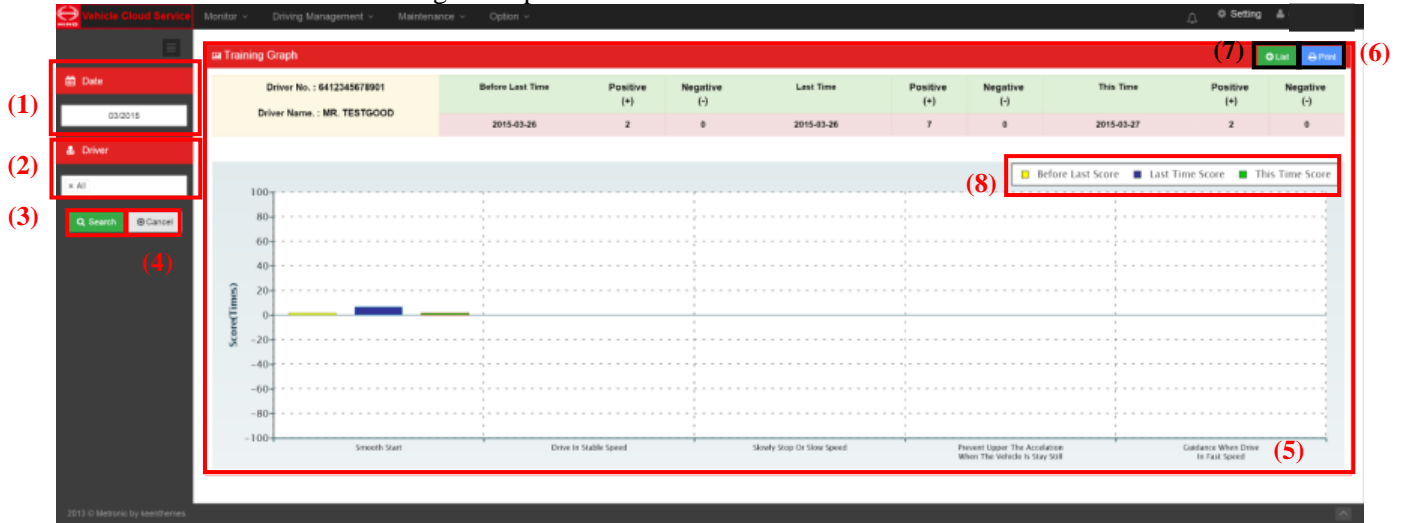 HINO Vehicle Cloud Service Monitor Driving Management Maintenance Option Setting
Training Graph (7) List Print (6)
Date
(1) 03/2015
Driver No. : 6412345678901
Driver Name. : MR. TESTGOOD
Before Last Time Positive (+) Negative (-) Last Time Positive (+) Negative (-) This Time Positive (+) Negative (-)
2015-03-26 2 0 2015-03-26 7 0 2015-03-27 2 0
Driver
(2) × All
(3) Search Cancel
(4)
(8) Before Last Score Last Time Score This Time Score
Score(Times)
100
80
60
40
20
0
-20
-40
-60
-80
-100
Smooth Start
Drive In Stable Speed
Slowly Stop Or Slow Speed
Prevent Upper The Accelation
When The Vehicle Is Stay Still
Guidance When Drive
In Fast Speed
(5)
2013 © Metronic by keenthemes.